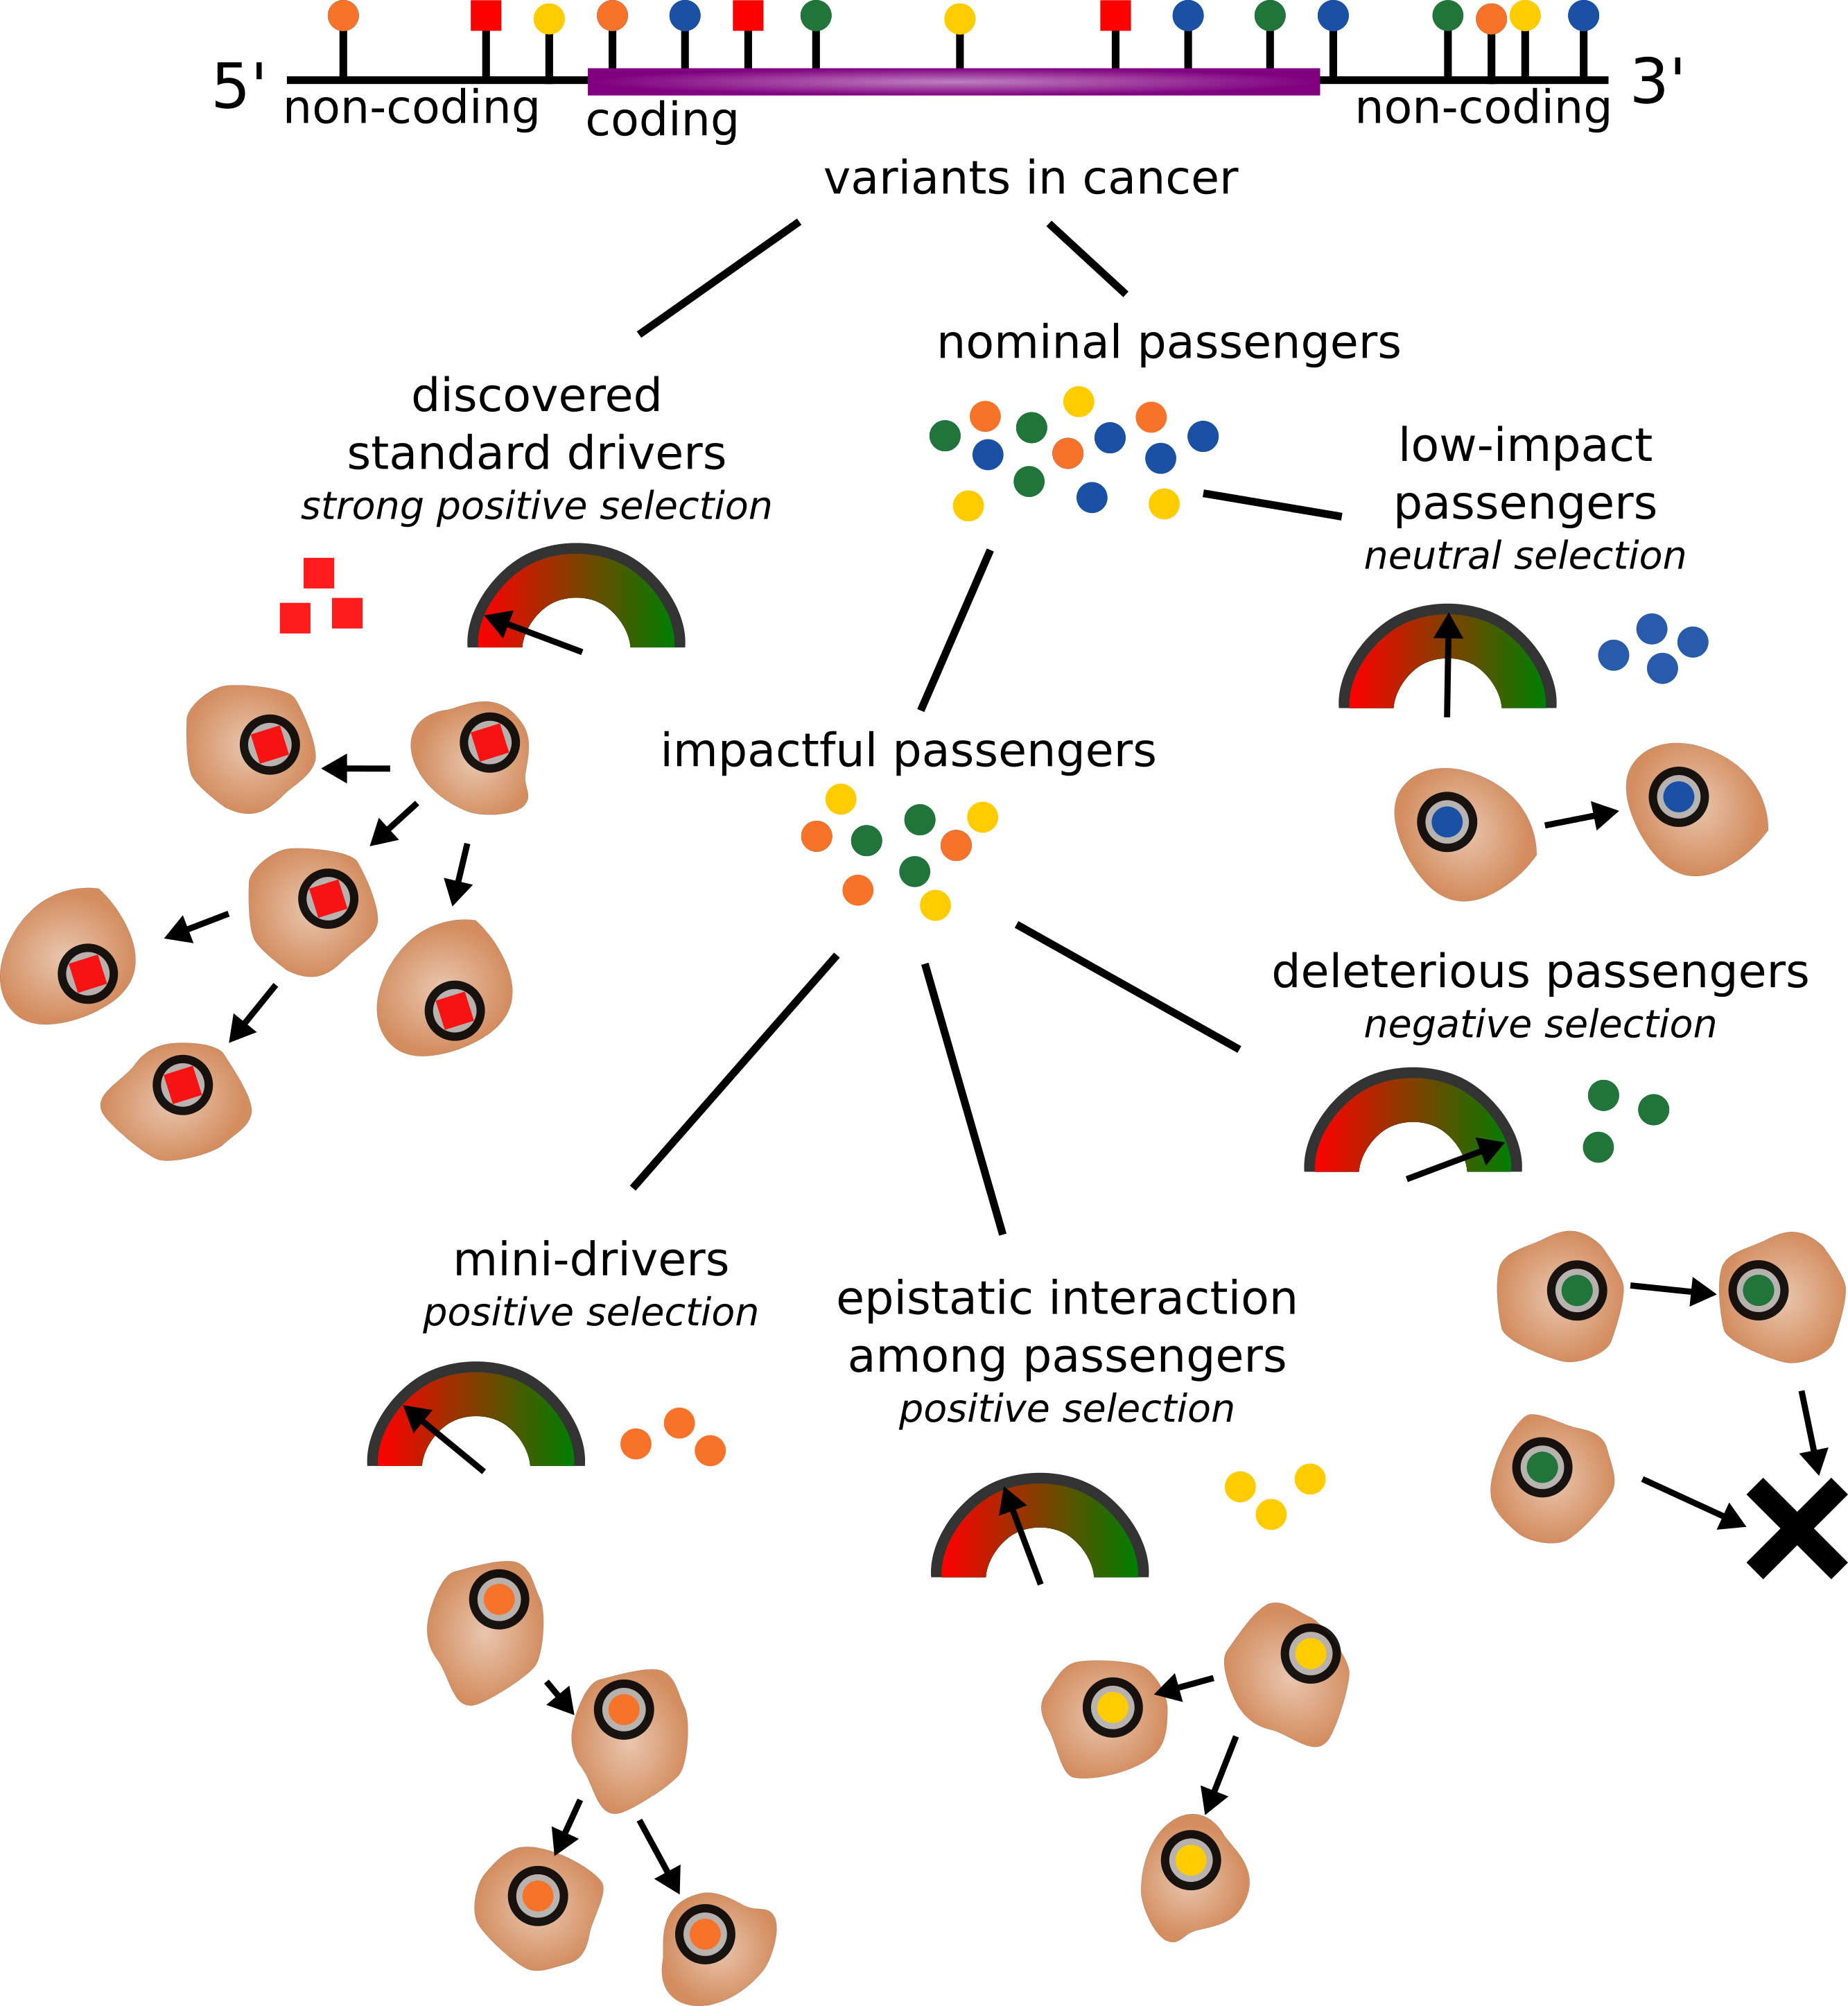 5'
3'
non-coding
coding
non-coding
variants in cancer
nominal passengers
discovered
standard drivers
strong positive selection
low-impact
passengers
neutral selection
impactful passengers
deleterious passengers
negative selection
mini-drivers
positive selection
epistatic interaction
among passengers
positive selection